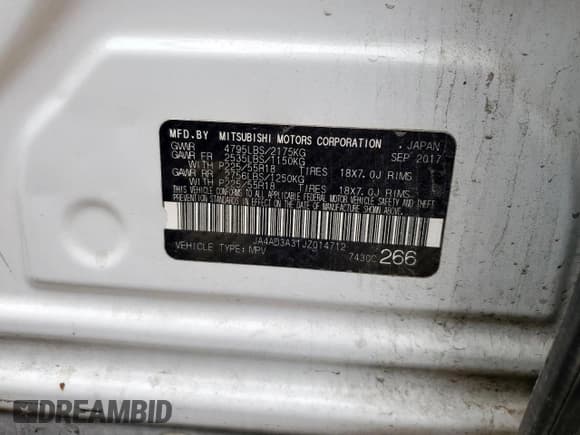 MFD.BY MITSUBISHI MOTORS CORPORATION . JAPAN
GVWR 4795LBS/2175KG SEP 2017
GAWR FR 2535LBS/1150KG
WITH P225/55R18 TIRES 18X7.0J RIMS
GAWR RR 2756LBS/1250KG
WITH P225/55R18 TIRES 18X7.0J RIMS
THIS VEHICLE CONFORMS TO ALL APPLICABLE FEDERAL MOTOR VEHICLE SAFETY AND THEFT
PREVENTION STANDARDS IN EFFECT ON THE DATE OF MANUFACTURE SHOWN ABOVE.
JA4AD3A31JZ014712
VEHICLE TYPE: MPV 7430C 266
DREAMBID